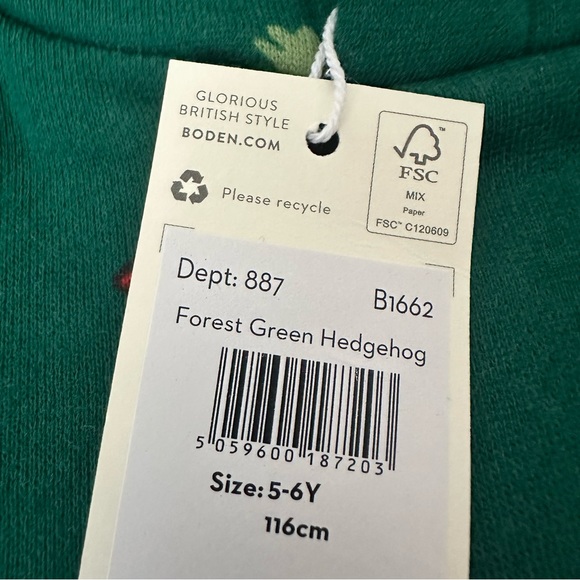 GLORIOUS
BRITISH STYLE
BODEN.COM
Please recycle
™
FSC
MIX
Paper
FSC™ C120609
Dept: 887
B1662
Forest Green Hedgehog
5 059600 187203
Size: 5-6Y
116cm